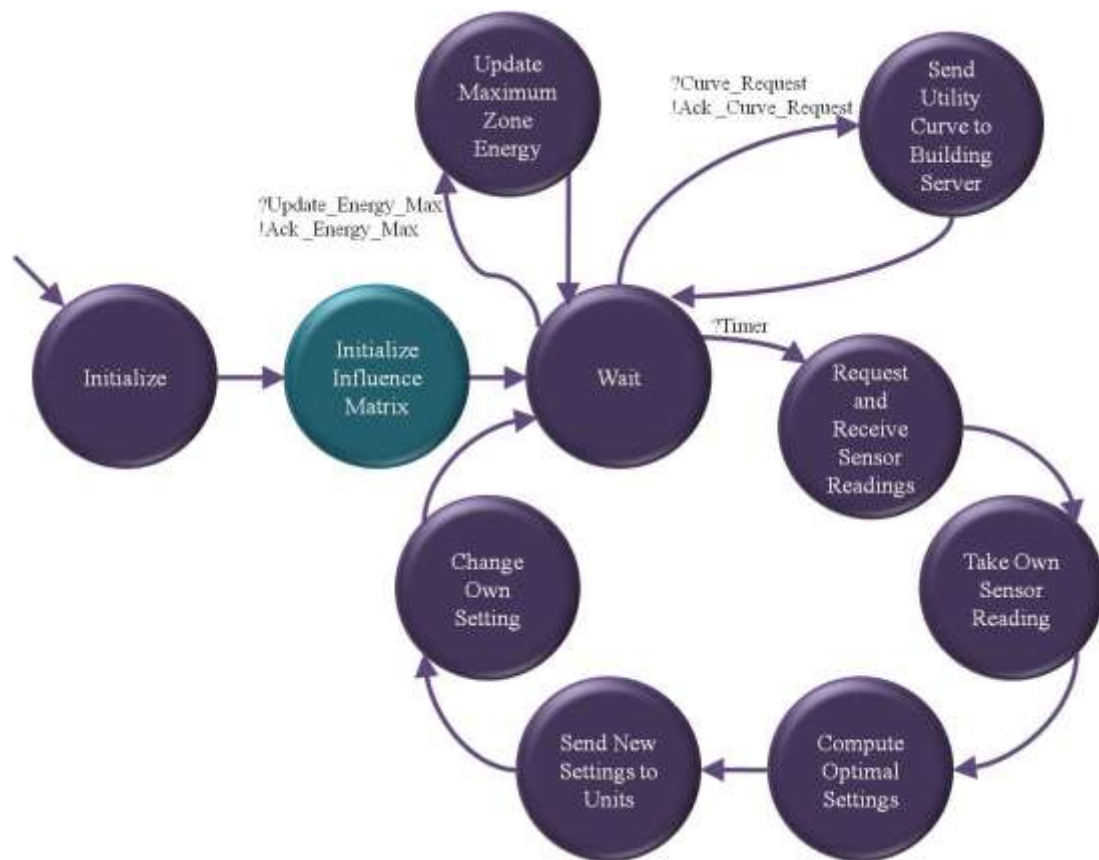 Update
Maximum
Zone
Energy
?Curve_Request
!Ack_Curve_Request
Send
Utility
Curve to
Building
Server
?Update_Energy_Max
!Ack_Energy_Max
Initialize
Initialize
Influence
Matrix
Wait
?Timer
Request
and
Receive
Sensor
Readings
Change
Own
Setting
Take Own
Sensor
Reading
Send New
Settings to
Units
Compute
Optimal
Settings